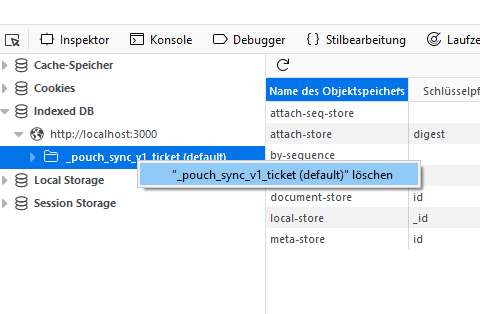 Inspektor Konsole Debugger Stilbearbeitung Laufze
Cache-Speicher
Cookies
Indexed DB
http://localhost:3000
_pouch_sync_v1_ticket (default)
Local Storage
Session Storage
Name des Objektspeichers Schlüsselpf
attach-seq-store
attach-store digest
by-sequence
"_pouch_sync_v1_ticket (default)" löschen
document-store id
local-store _id
meta-store id